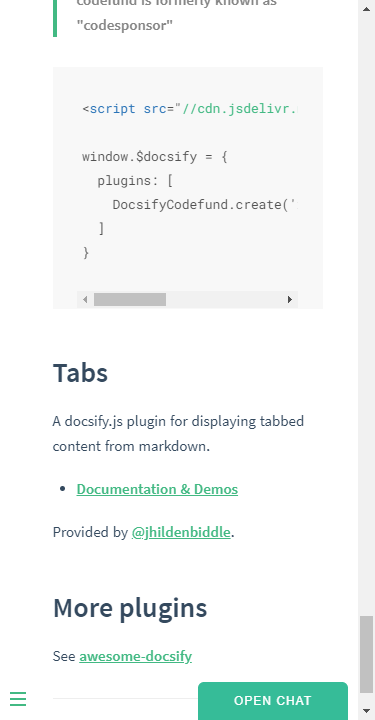 codefund is formerly known as
"codesponsor"
<script src="//cdn.jsdelivr.
window.$docsify = {
  plugins: [
    DocsifyCodefund.create('
  ]
}
Tabs
A docsify.js plugin for displaying tabbed
content from markdown.
• Documentation & Demos
Provided by @jhildenbiddle.
More plugins
See awesome-docsify
OPEN CHAT